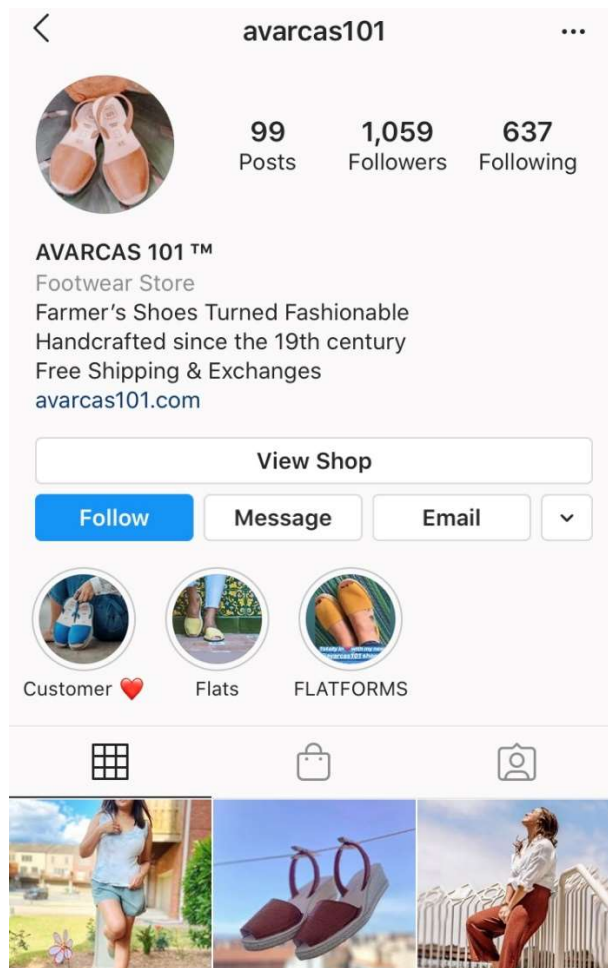 avarcas101
99 1,059 637
Posts Followers Following
AVARCAS 101 ™
Footwear Store
Farmer's Shoes Turned Fashionable
Handcrafted since the 19th century
Free Shipping & Exchanges
avarcas101.com
View Shop
Follow Message Email
Customer ❤️ Flats FLATFORMS